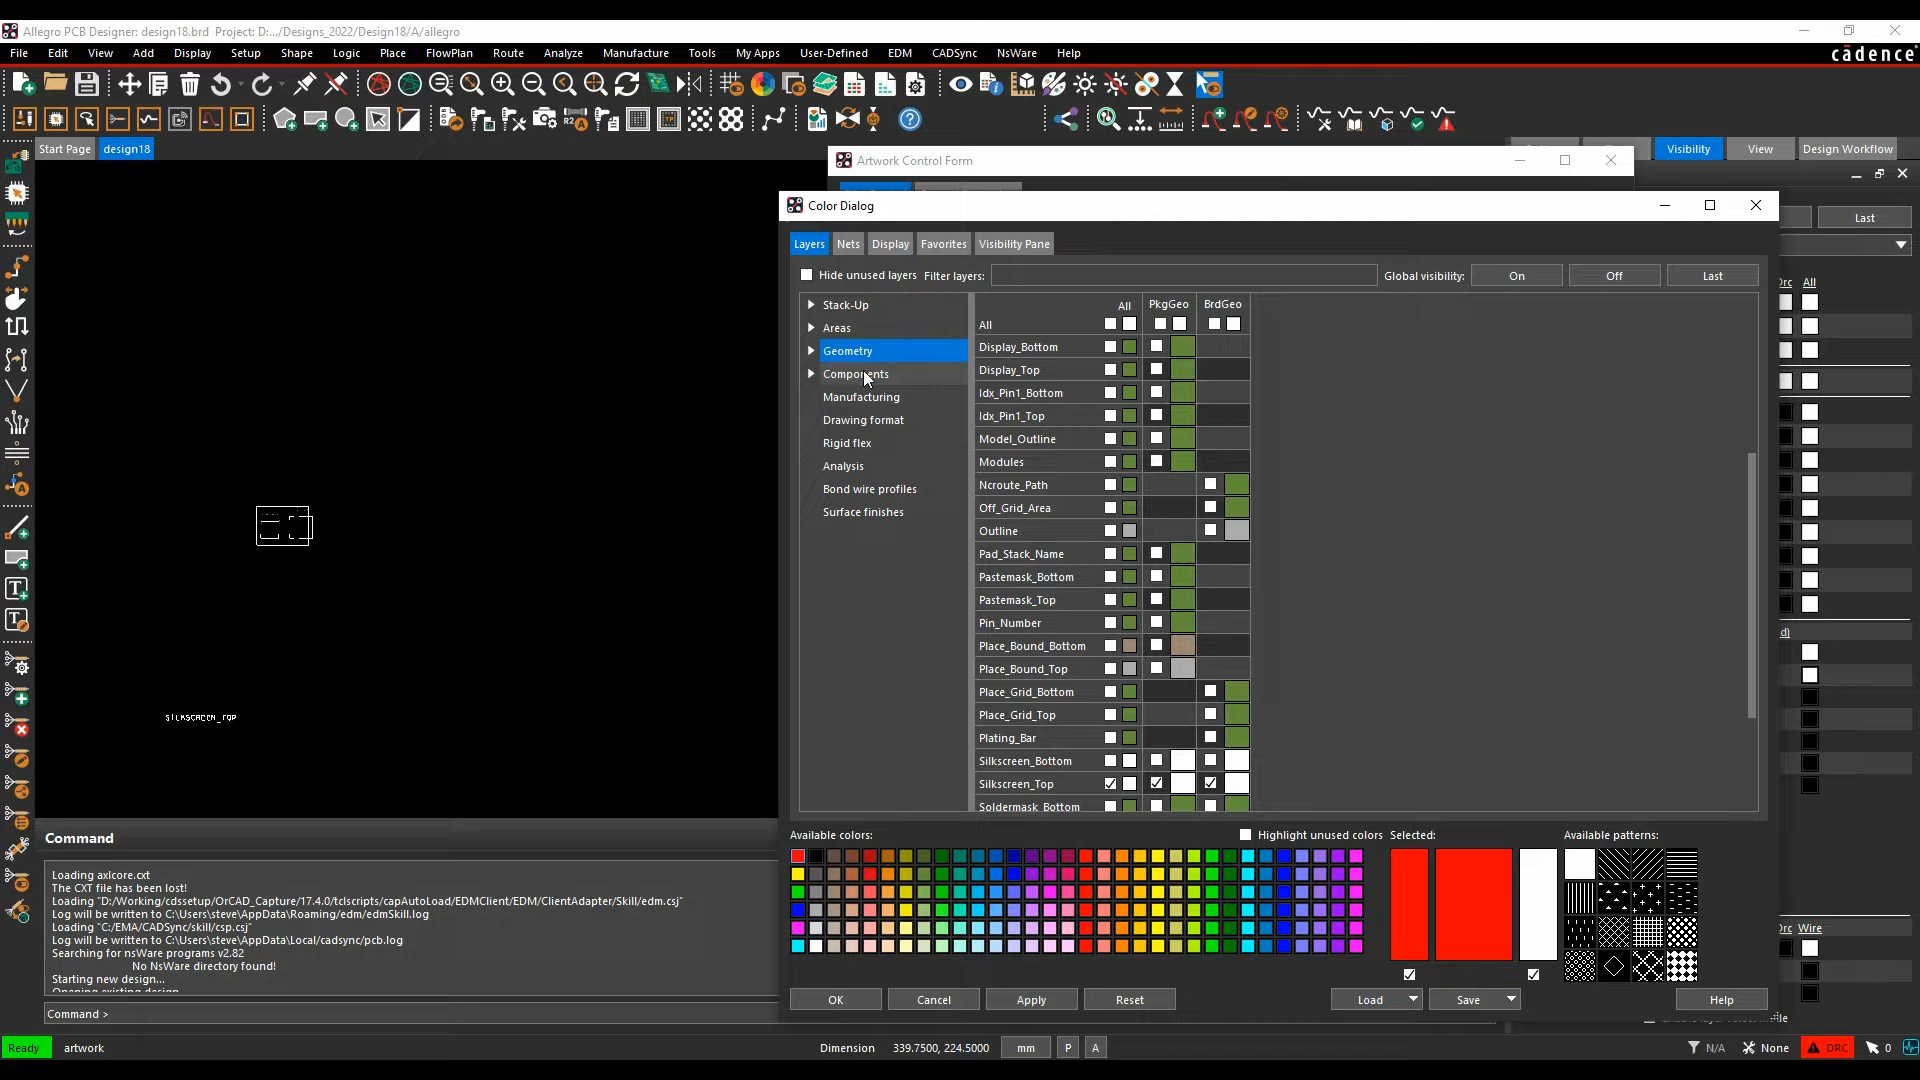 Allegro PCB Designer: design18.brd  Project: D:.../Designs_2022/Design18/A/allegro
File Edit View Add Display Setup Shape Logic Place FlowPlan Route Analyze Manufacture Tools My Apps User-Defined EDM CADSync NsWare Help
cādence
Start Page design18
Visibility View Design Workflow
Artwork Control Form
Color Dialog
Last
Layers Nets Display Favorites Visibility Pane
Hide unused layers Filter layers: Global visibility: On Off Last
All
Stack-Up
Areas
Geometry
Components
Manufacturing
Drawing format
Rigid flex
Analysis
Bond wire profiles
Surface finishes
All PkgGeo BrdGeo
All
Display_Bottom
Display_Top
Idx_Pin1_Bottom
Idx_Pin1_Top
Model_Outline
Modules
Ncroute_Path
Off_Grid_Area
Outline
Pad_Stack_Name
Pastemask_Bottom
Pastemask_Top
Pin_Number
Place_Bound_Bottom
Place_Bound_Top
Place_Grid_Bottom
Place_Grid_Top
Plating_Bar
Silkscreen_Bottom
Silkscreen_Top
Soldermask_Bottom
SILKSCREEN_TOP
Available colors: Highlight unused colors Selected: Available patterns:
Wire
OK Cancel Apply Reset Load Save Help
Command
Loading axlcore.cxt
The CXT file has been lost!
Loading "D:/Working/cdssetup/OrCAD_Capture/17.4.0/tclscripts/capAutoLoad/EDMClient/EDM/ClientAdapter/Skill/edm.csj"
Log will be written to C:\Users\steve\AppData\Roaming/edm/edmSkill.log
Loading "C:/EMA/CADSync/skill/csp.csj"
Log will be written to C:\Users\steve\AppData\Local/cadsync/pcb.log
Searching for nsWare programs v2.82
No NsWare directory found!
Starting new design...
Opening existing design
Command >
Ready artwork Dimension 339.7500, 224.5000 mm P A N/A None DRC 0